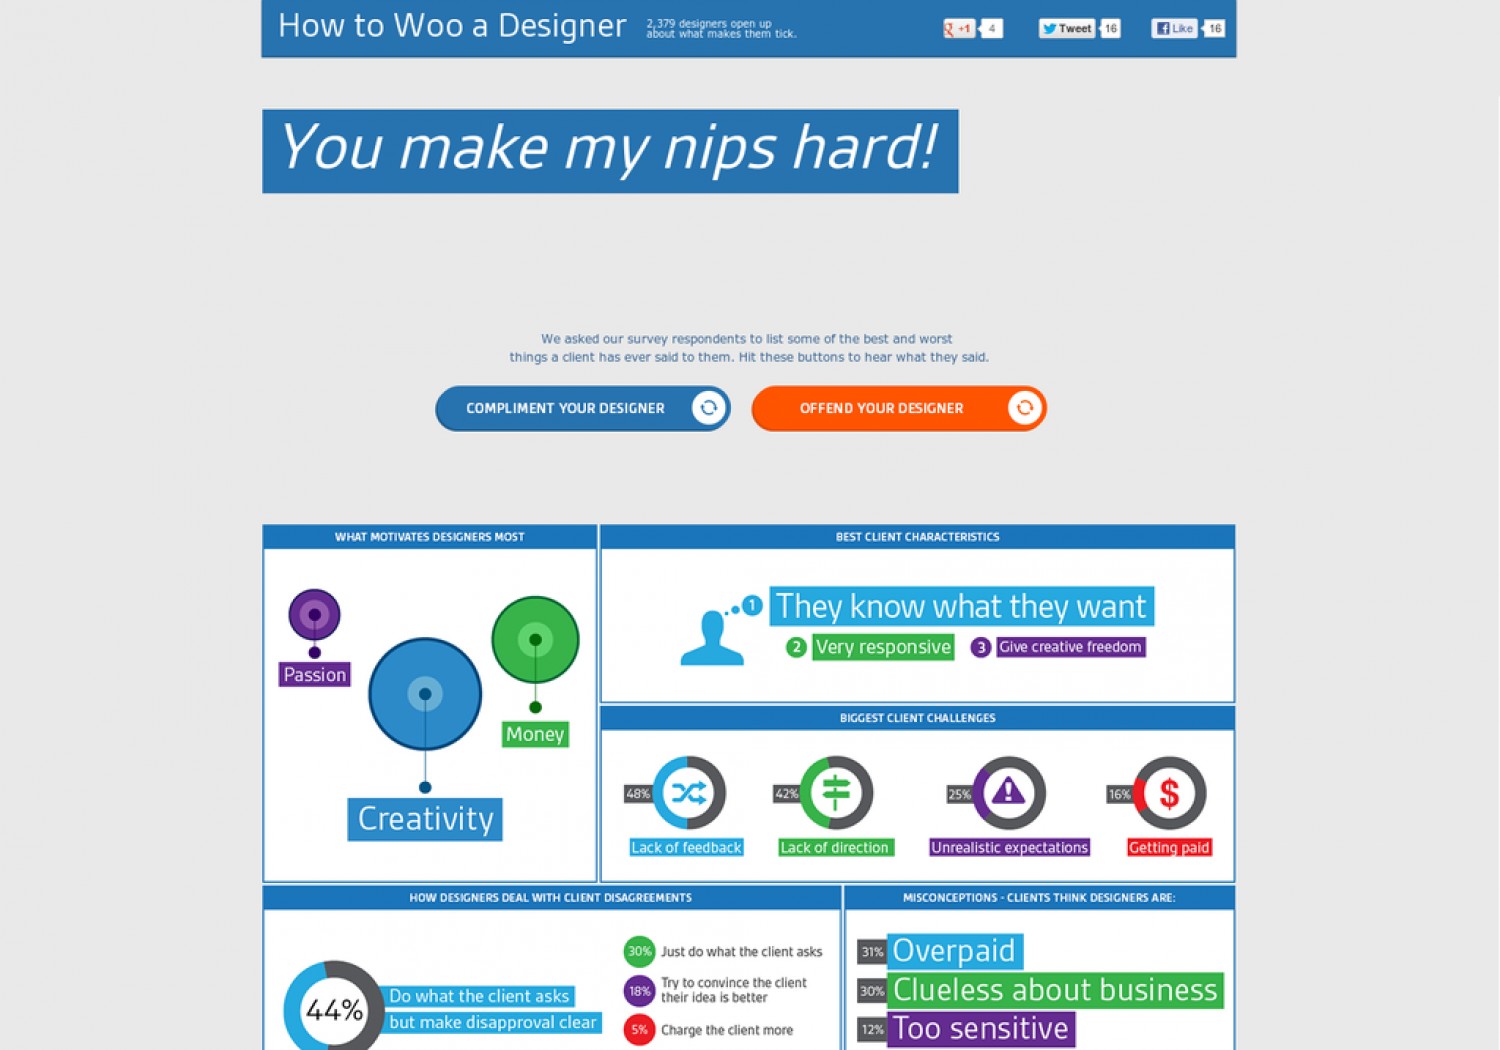 How to Woo a Designer
2,379 designers open up
about what makes them tick.
+1
4
Tweet
16
Like
16
You make my nips hard!
We asked our survey respondents to list some of the best and worst
things a client has ever said to them. Hit these buttons to hear what they said.
COMPLIMENT YOUR DESIGNER
OFFEND YOUR DESIGNER
WHAT MOTIVATES DESIGNERS MOST
Passion
Money
Creativity
BEST CLIENT CHARACTERISTICS
1 They know what they want
2 Very responsive 3 Give creative freedom
BIGGEST CLIENT CHALLENGES
48% 42% 25% 16% $
Lack of feedback Lack of direction Unrealistic expectations Getting paid
HOW DESIGNERS DEAL WITH CLIENT DISAGREEMENTS
44%
Do what the client asks
but make disapproval clear
30% Just do what the client asks
18% Try to convince the client
their idea is better
5% Charge the client more
MISCONCEPTIONS - CLIENTS THINK DESIGNERS ARE:
31% Overpaid
30% Clueless about business
12% Too sensitive